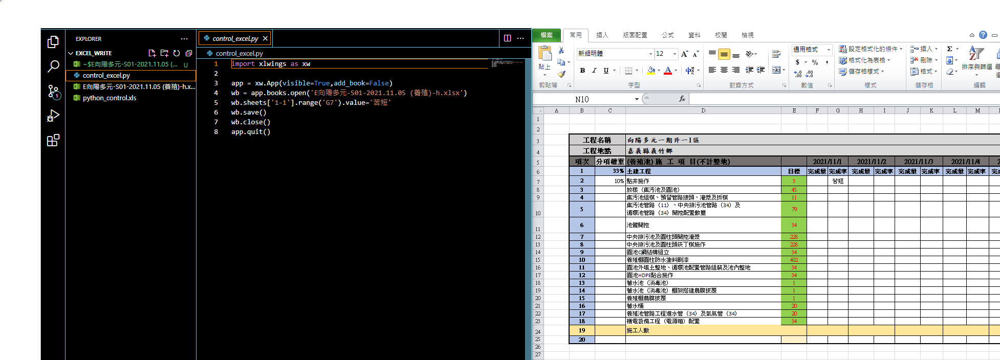 EXPLORER
EXCEL_WRITE
~$E向陽多元-S01-2021.11.05 (... U
control_excel.py
E向陽多元-S01-2021.11.05 (養殖)-h.x...
python_control.xls
1
control_excel.py
control_excel.py
1 import xlwings as xw
2
3 app = xw.App(visible=True,add_book=False)
4 wb = app.books.open('E向陽多元-S01-2021.11.05 (養殖)-h.xlsx')
5 wb.sheets['1-1'].range('G7').value='苦短'
6 wb.save()
7 wb.close()
8 app.quit()
檔案 常用 插入 版面配置 公式 資料 校閱 檢視
貼上
剪貼簿
新細明體 12
B I U
字型
對齊方式
通用格式
$ % ,
數值
設定格式化的條件
格式化為表格
儲存格樣式
樣式
插入
刪除
格式
儲存格
Σ
排序與篩選
編輯
N10 fx
A B C D E F G H I J K L M
1
2
3 工程名稱 向陽多元一期升一1區
4 工程地點 嘉義縣義竹鄉
5 項次 分項權重 (養殖池) 施 工 項 目(不計整地) 2021/11/1 2021/11/2 2021/11/3 2021/11/4
6 1 33% 土建工程 目標 完成量 完成率 完成量 完成率 完成量 完成率 完成量 完成率
7 2 10% 點井施作 3 苦短
8 3 放樣（集污池及圓池） 45
9 4 集污池組模、預留管路接頭、灌漿及拆模 11
10 5 集污池管路（11）、中央排污池管路（34）及
循環池管路（34）開挖配置數量 79
11 6 池體開挖 34
12 7 中央排污池及圓柱頭開挖灌漿 228
13 8 中央排污池及圓柱頭崁丁模施作 228
14 9 圓池C鋼結構組立 34
15 10 養殖棚圓柱防水塗料刷漆 402
16 11 圓池外填土整地、循環池配置管路組裝及池內整地 34
17 12 圓池HDPE黏合施作 34
18 13 蓄水池（消毒池） 1
19 14 蓄水池（消毒池）棚架搭建農膜披覆 1
20 15 養殖棚農膜披覆 1
21 16 蓄水桶 20
22 17 養殖池管路工程進水管（34）及氧氣管（34） 20
23 18 機電設備工程（電源箱）配置 34
24 19 施工人數
25 20
26
27